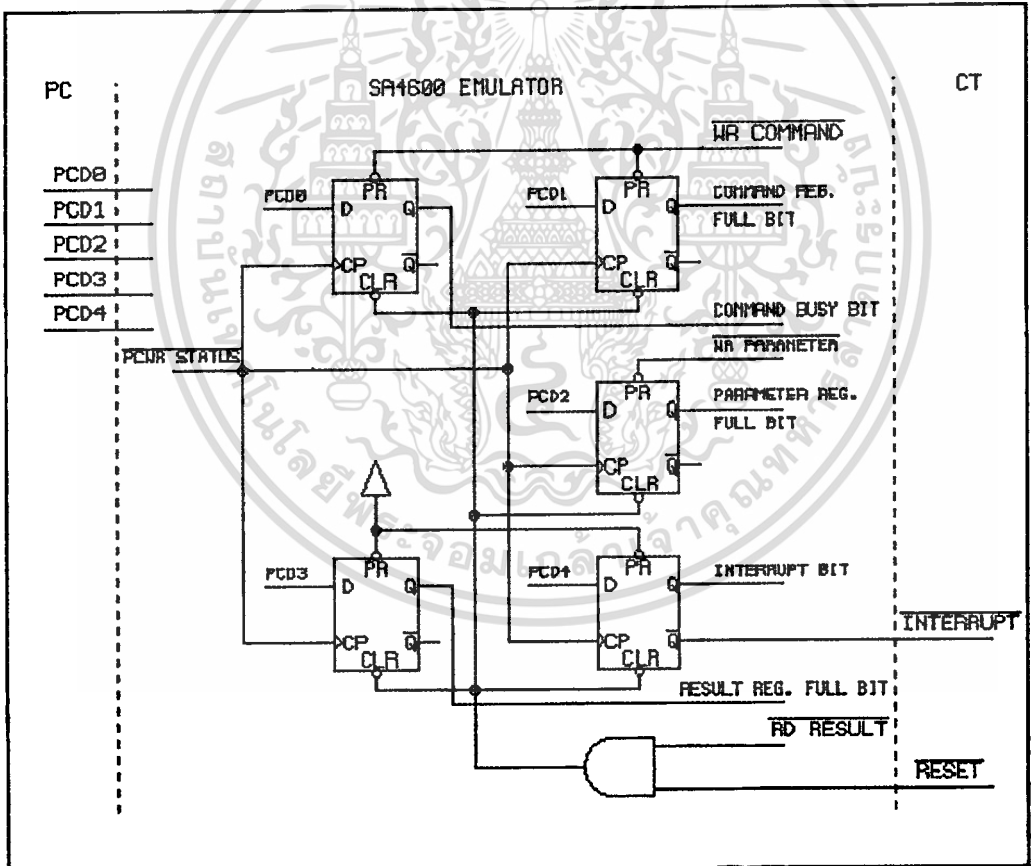 PC
SA4600 EMULATOR
CT
WR COMMAND
PCD0
PCD1
PCD2
PCD3
PCD4
PCD0
PR
D
Q
CP
Q
CLR
PCD1
PR
D
Q
CP
Q
CLR
COMMAND REG.
FULL BIT
COMMAND BUSY BIT
PCWR STATUS
WR PARAMETER
PCD2
PR
D
Q
CP
Q
CLR
PARAMETER REG.
FULL BIT
PCD3
PR
D
Q
CP
Q
CLR
PCD4
PR
D
Q
CP
Q
CLR
INTERRUPT BIT
INTERRUPT
RESULT REG. FULL BIT
RD RESULT
RESET